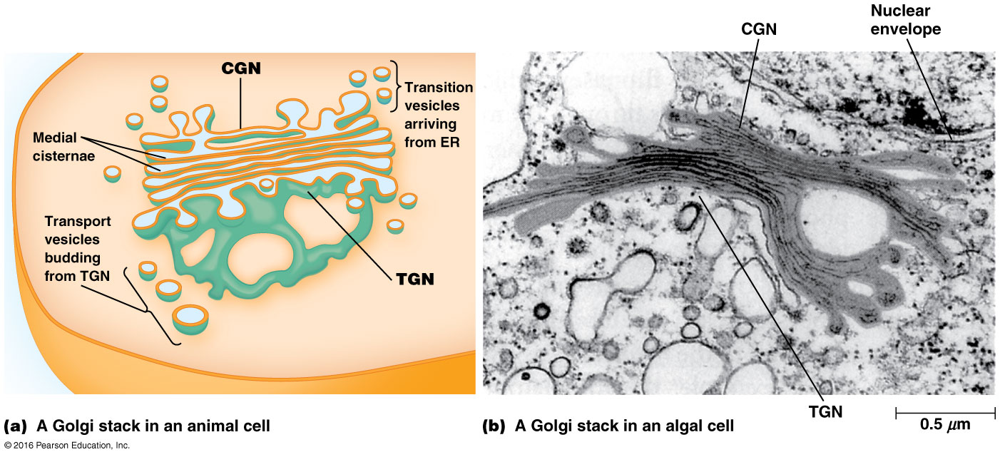 CGN
Transition
vesicles
arriving
from ER
Medial
cisternae
Transport
vesicles
budding
from TGN
TGN
(a) A Golgi stack in an animal cell
© 2016 Pearson Education, Inc.
CGN
Nuclear
envelope
TGN
0.5 μm
(b) A Golgi stack in an algal cell